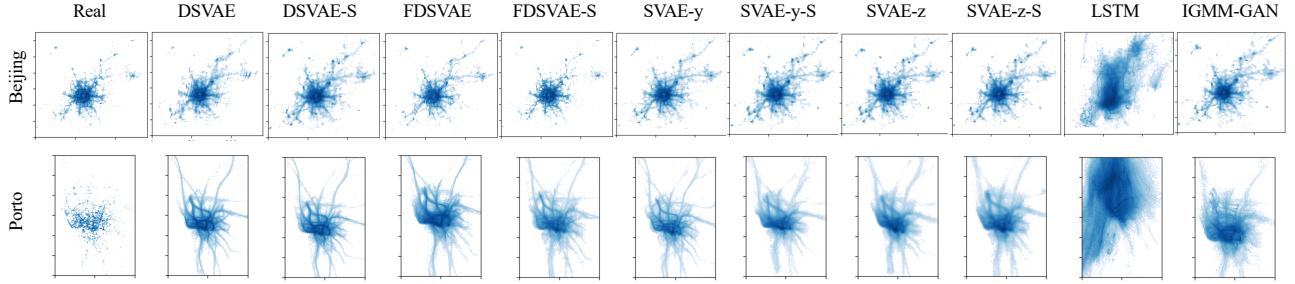 Real DSVAE DSVAE-S FDSVAE FDSVAE-S SVAE-y SVAE-y-S SVAE-z SVAE-z-S LSTM IGMM-GAN
Beijing
Porto